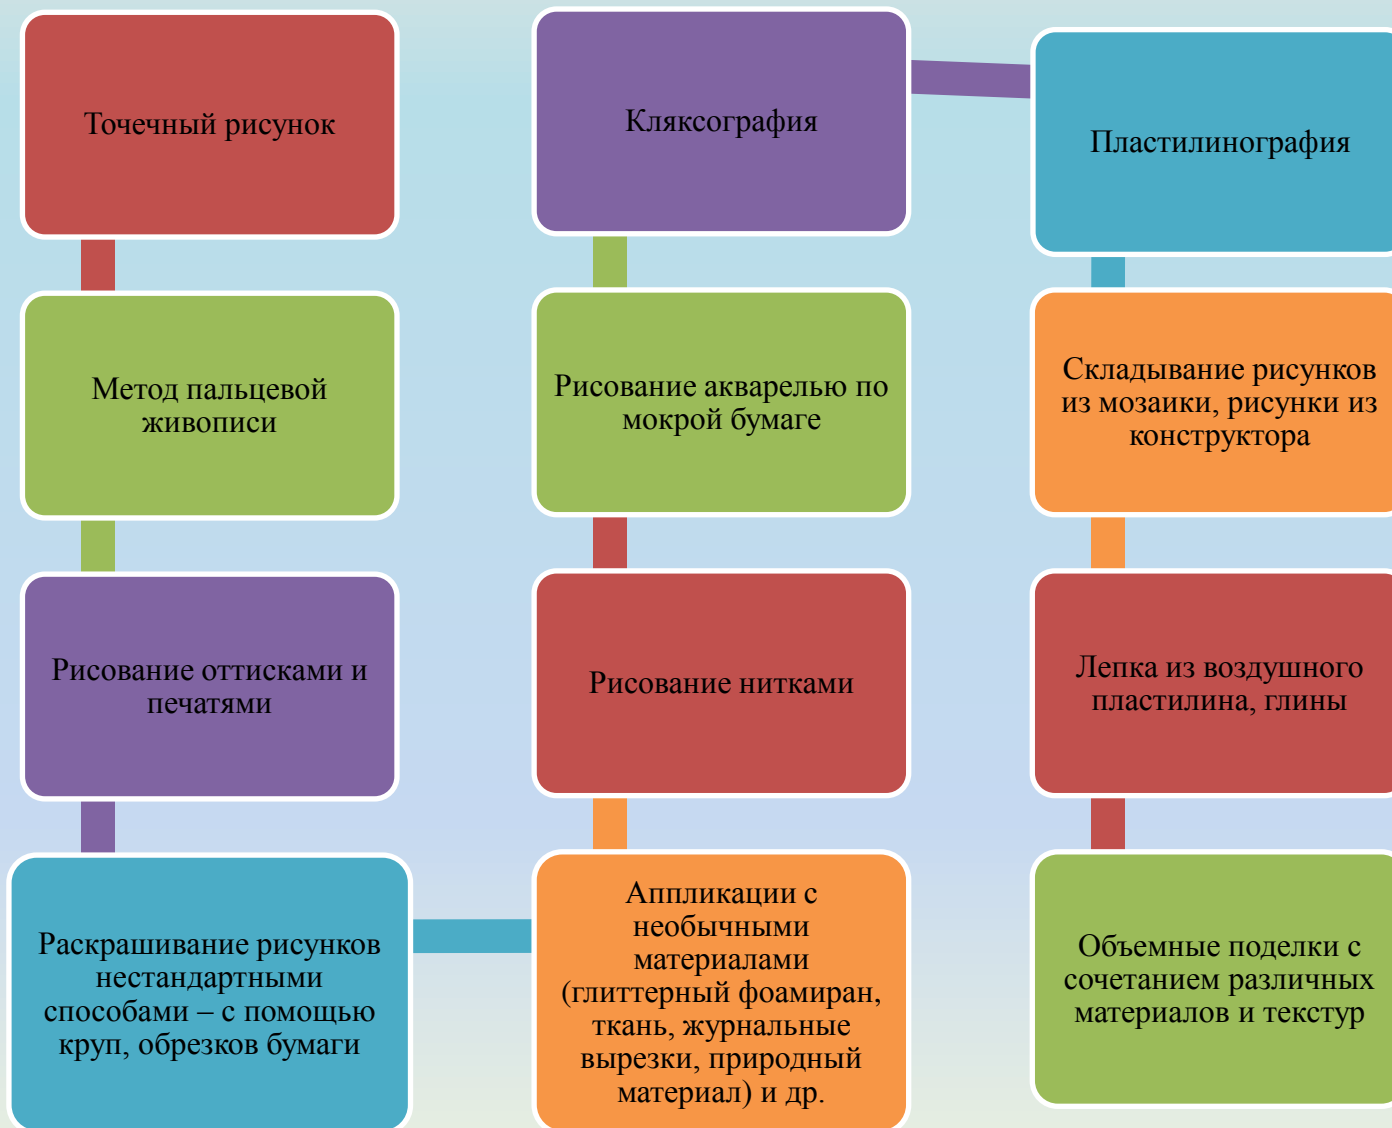 Точечный рисунок
Метод пальцевой
живописи
Рисование оттисками и
печатями
Раскрашивание рисунков
нестандартными
способами – с помощью
круп, обрезков бумаги
Аппликации с
необычными
материалами
(глиттерный фоамиран,
ткань, журнальные
вырезки, природный
материал) и др.
Рисование нитками
Рисование акварелью по
мокрой бумаге
Кляксография
Пластилинография
Складывание рисунков
из мозаики, рисунки из
конструктора
Лепка из воздушного
пластилина, глины
Объемные поделки с
сочетанием различных
материалов и текстур